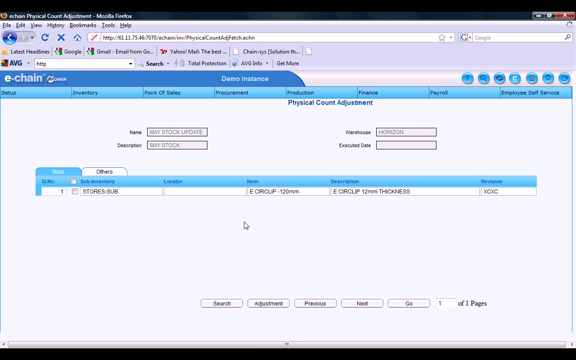 echain Physical Count Adjustment - Mozilla Firefox
File Edit View History Bookmarks Tools Help
http://61.11.75.46:7070/echain/inv/PhysicalCountAdjFetch.echn
Google
Latest Headlines Google Gmail - Email from Go... Yahoo! Mail: The best ... Chain-sys [Solution th...
AVG http Search Total Protection AVG Info Get More
e-chain POWER Demo Instance
Setup Inventory Point Of Sales Procurement Production Finance Payroll Employee Self Service
Physical Count Adjustment
Name MAY STOCK UPDATE Warehouse HORIZON
Description MAY STOCK Executed Date
Main Others
Sl.No. Sub-Inventory Locator Item Description Revision
1 STORES-SUB E CIRCLIP -120mm E CIRCLIP 12mm THICKNESS XCXC
Search Adjustment Previous Next Go 1 of 1 Pages